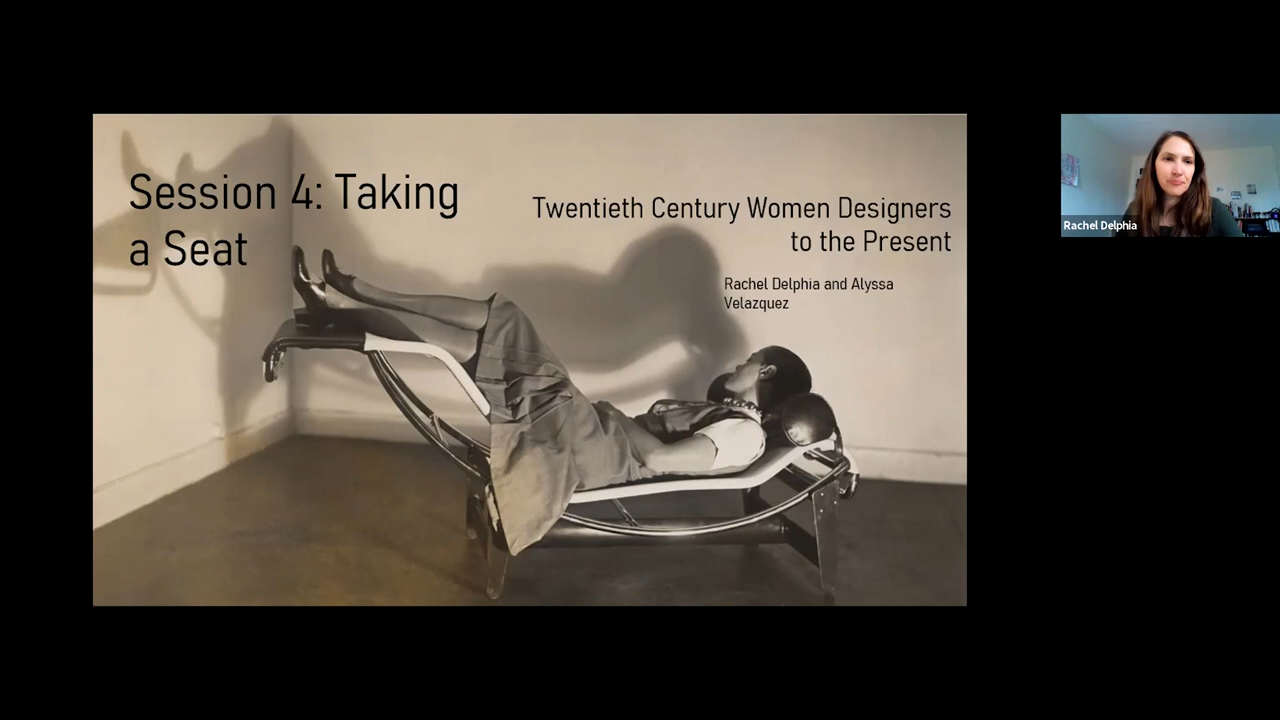 Session 4: Taking
a Seat
Twentieth Century Women Designers
to the Present
Rachel Delphia and Alyssa
Velazquez
Rachel Delphia